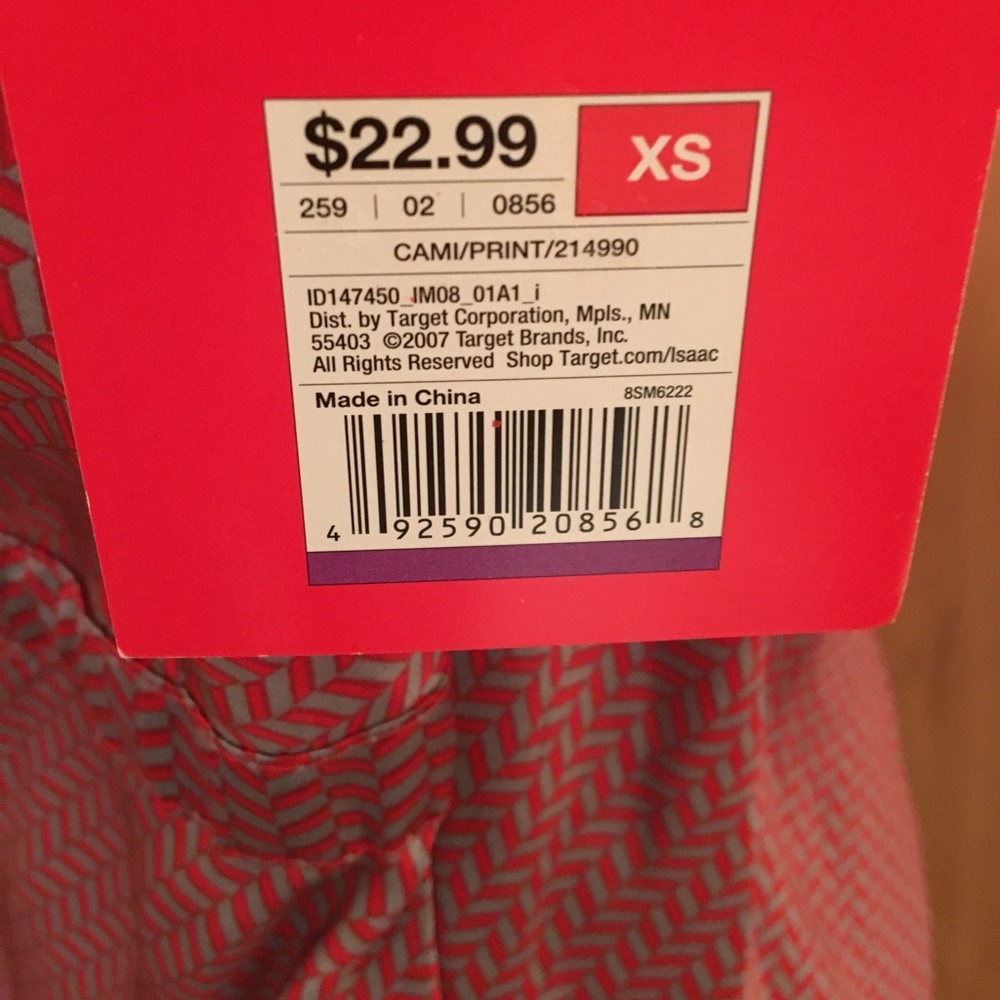 $22.99
XS
259 | 02 | 0856
CAMI/PRINT/214990
ID147450_IM08_01A1_i
Dist. by Target Corporation, Mpls., MN
55403 ©2007 Target Brands, Inc.
All Rights Reserved Shop Target.com/Isaac
Made in China 8SM6222
4 92590 20856 8